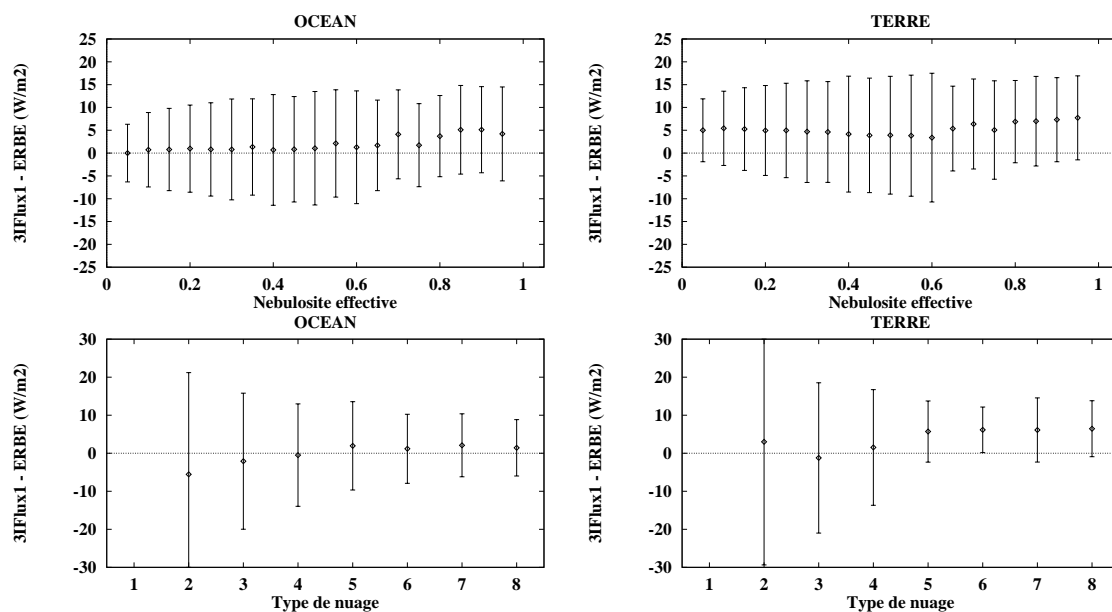 OCEAN
3IFlux1 - ERBE (W/m2)
25
20
15
10
5
0
-5
-10
-15
-20
-25
0 0.2 0.4 0.6 0.8 1
Nebulosite effective
TERRE
3IFlux1 - ERBE (W/m2)
25
20
15
10
5
0
-5
-10
-15
-20
-25
0 0.2 0.4 0.6 0.8 1
Nebulosite effective
OCEAN
3IFlux1 - ERBE (W/m2)
30
20
10
0
-10
-20
-30
1 2 3 4 5 6 7 8
Type de nuage
TERRE
3IFlux1 - ERBE (W/m2)
30
20
10
0
-10
-20
-30
1 2 3 4 5 6 7 8
Type de nuage